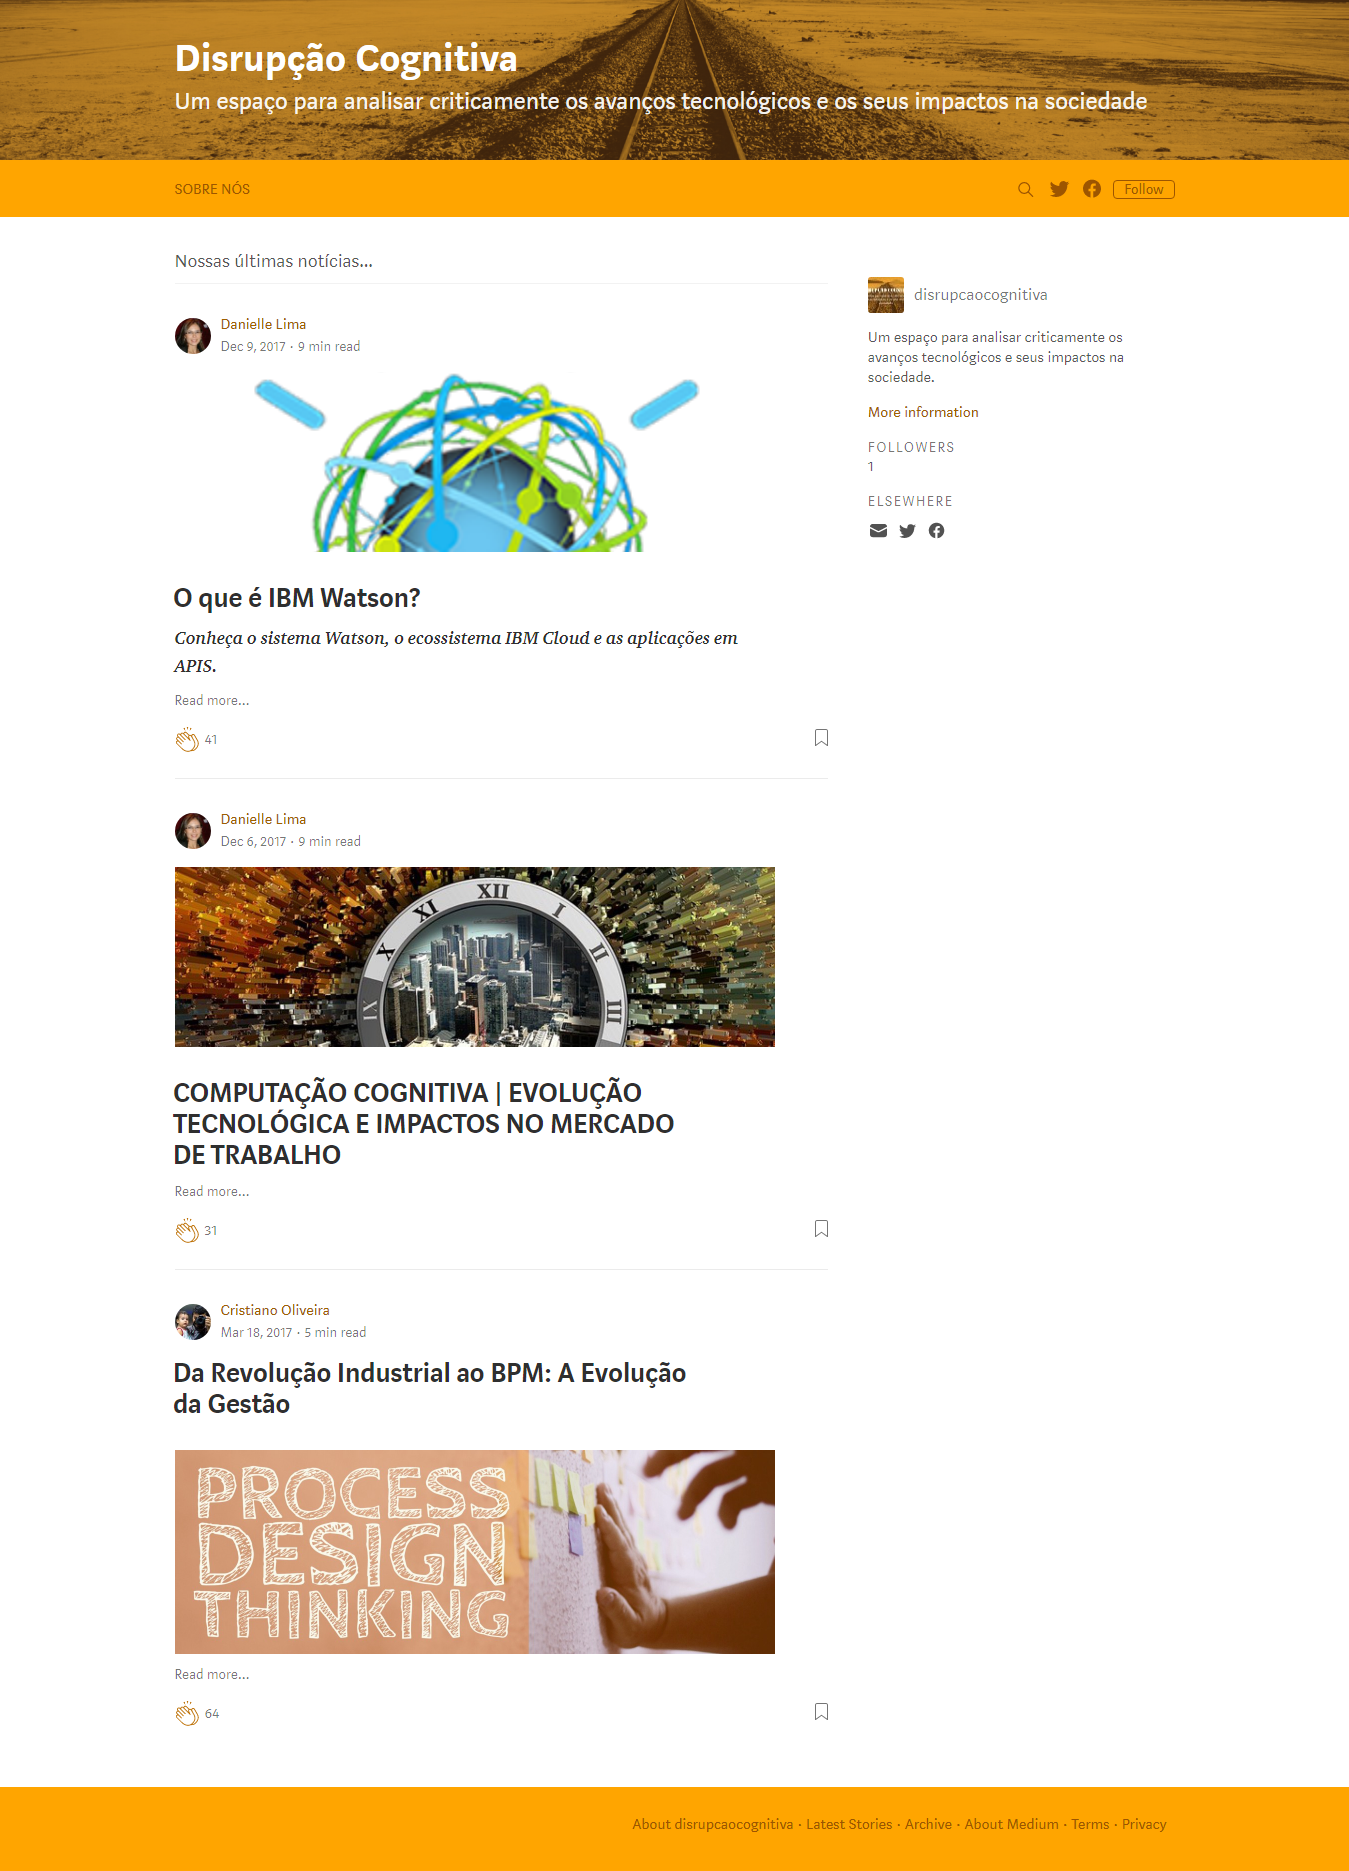 Disrupção Cognitiva
Um espaço para analisar criticamente os avanços tecnológicos e os seus impactos na sociedade
SOBRE NÓS
Follow
Nossas últimas notícias...
Danielle Lima
Dec 9, 2017 · 9 min read
O que é IBM Watson?
Conheça o sistema Watson, o ecossistema IBM Cloud e as aplicações em
APIS.
Read more...
41
Danielle Lima
Dec 6, 2017 · 9 min read
XII
XI
I
X
II
IX
III
COMPUTAÇÃO COGNITIVA | EVOLUÇÃO
TECNOLÓGICA E IMPACTOS NO MERCADO
DE TRABALHO
Read more...
31
Cristiano Oliveira
Mar 18, 2017 · 5 min read
Da Revolução Industrial ao BPM: A Evolução
da Gestão
PROCESS
DESIGN
THINKING
Read more...
64
disrupcaocognitiva
Um espaço para analisar criticamente os
avanços tecnológicos e seus impactos na
sociedade.
More information
FOLLOWERS
1
ELSEWHERE
About disrupcaocognitiva · Latest Stories · Archive · About Medium · Terms · Privacy